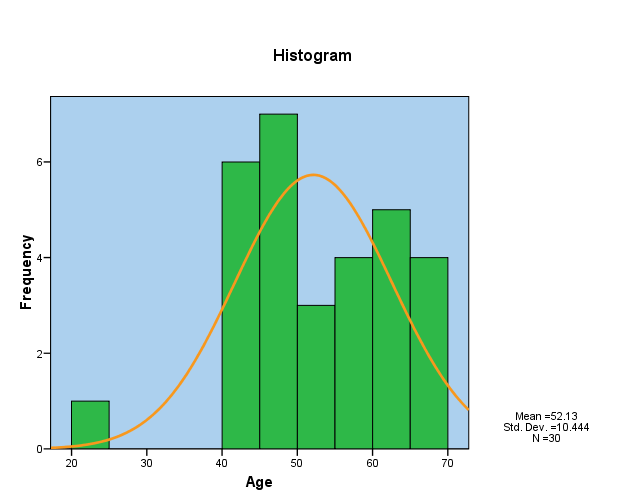 Histogram
Frequency
6
4
2
0
20 30 40 50 60 70
Age
Mean =52.13
Std. Dev. =10.444
N =30